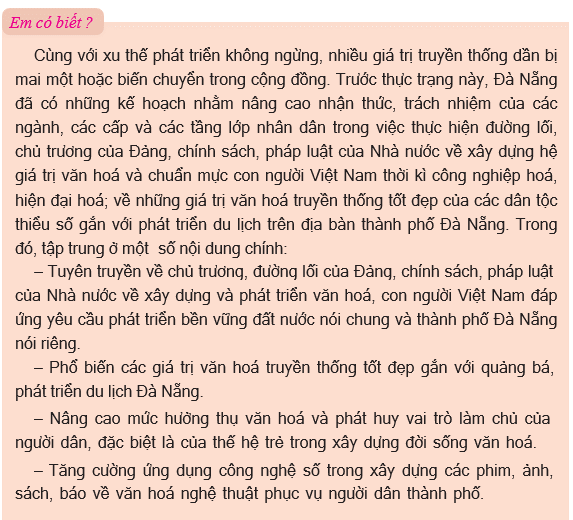 Em có biết ?
Cùng với xu thế phát triển không ngừng, nhiều giá trị truyền thống dần bị
mai một hoặc biến chuyển trong cộng đồng. Trước thực trạng này, Đà Nẵng
đã có những kế hoạch nhằm nâng cao nhận thức, trách nhiệm của các
ngành, các cấp và các tầng lớp nhân dân trong việc thực hiện đường lối,
chủ trương của Đảng, chính sách, pháp luật của Nhà nước về xây dựng hệ
giá trị văn hoá và chuẩn mực con người Việt Nam thời kì công nghiệp hoá,
hiện đại hoá; về những giá trị văn hoá truyền thống tốt đẹp của các dân tộc
thiểu số gắn với phát triển du lịch trên địa bàn thành phố Đà Nẵng. Trong
đó, tập trung ở một số nội dung chính:
– Tuyên truyền về chủ trương, đường lối của Đảng, chính sách, pháp luật
của Nhà nước về xây dựng và phát triển văn hoá, con người Việt Nam đáp
ứng yêu cầu phát triển bền vững đất nước nói chung và thành phố Đà Nẵng
nói riêng.
– Phổ biến các giá trị văn hoá truyền thống tốt đẹp gắn với quảng bá,
phát triển du lịch Đà Nẵng.
– Nâng cao mức hưởng thụ văn hoá và phát huy vai trò làm chủ của
người dân, đặc biệt là của thế hệ trẻ trong xây dựng đời sống văn hoá.
– Tăng cường ứng dụng công nghệ số trong xây dựng các phim, ảnh,
sách, báo về văn hoá nghệ thuật phục vụ người dân thành phố.